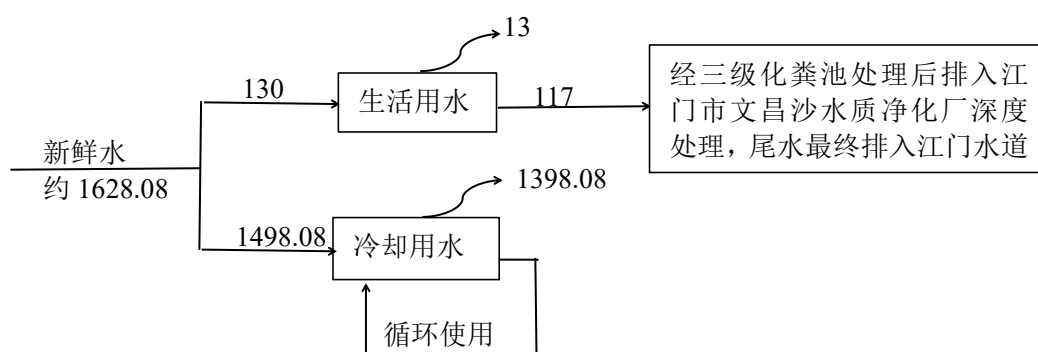 13
130
生活用水
117
经三级化粪池处理后排入江
门市文昌沙水质净化厂深度
处理，尾水最终排入江门水道
新鲜水
约 1628.08
1398.08
1498.08
冷却用水
循环使用